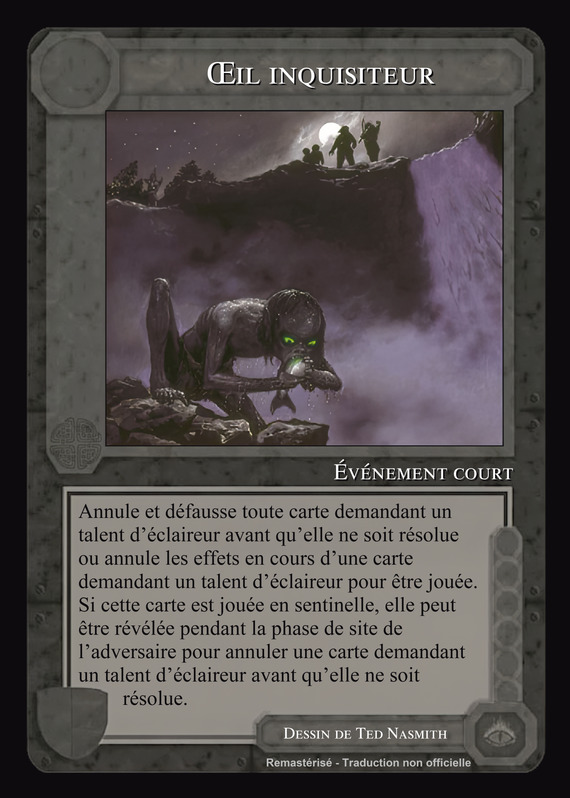 Œil inquisiteur
Événement court
Annule et défausse toute carte demandant un
talent d’éclaireur avant qu’elle ne soit résolue
ou annule les effets en cours d’une carte
demandant un talent d’éclaireur pour être jouée.
Si cette carte est jouée en sentinelle, elle peut
être révélée pendant la phase de site de
l’adversaire pour annuler une carte demandant
un talent d’éclaireur avant qu’elle ne soit
résolue.
Dessin de Ted Nasmith
Remastérisé - Traduction non officielle